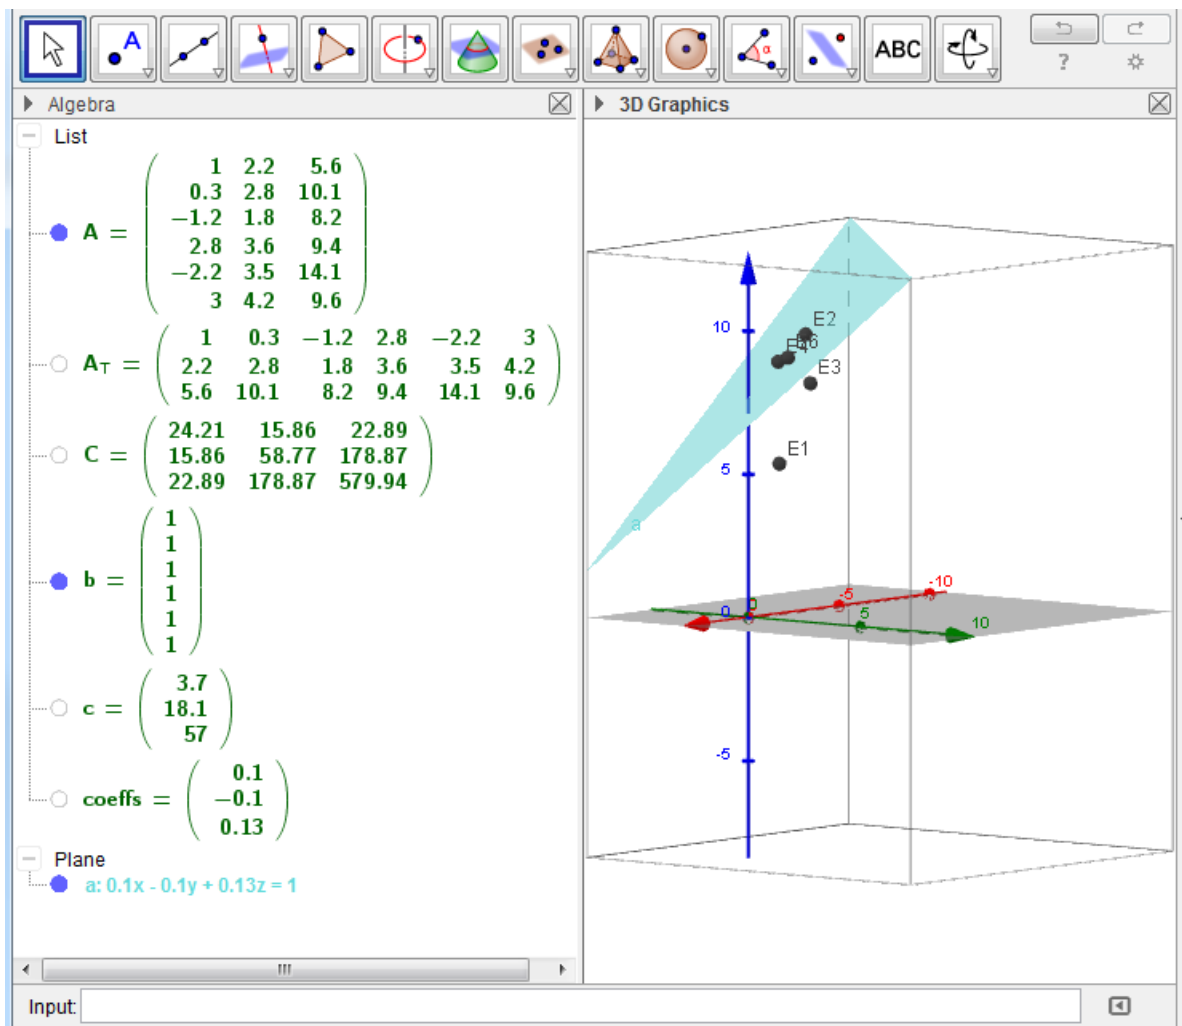 A
α
ABC
?
Algebra
3D Graphics
List
A =
1 2.2 5.6
0.3 2.8 10.1
−1.2 1.8 8.2
2.8 3.6 9.4
−2.2 3.5 14.1
3 4.2 9.6
A_T =
1 0.3 −1.2 2.8 −2.2 3
2.2 2.8 1.8 3.6 3.5 4.2
5.6 10.1 8.2 9.4 14.1 9.6
C =
24.21 15.86 22.89
15.86 58.77 178.87
22.89 178.87 579.94
b =
1
1
1
1
1
1
c =
3.7
18.1
57
coeffs =
0.1
−0.1
0.13
Plane
a: 0.1x - 0.1y + 0.13z = 1
10
E2
E3
5
E1
a
-5
-10
0
0
5
10
-5
Input: